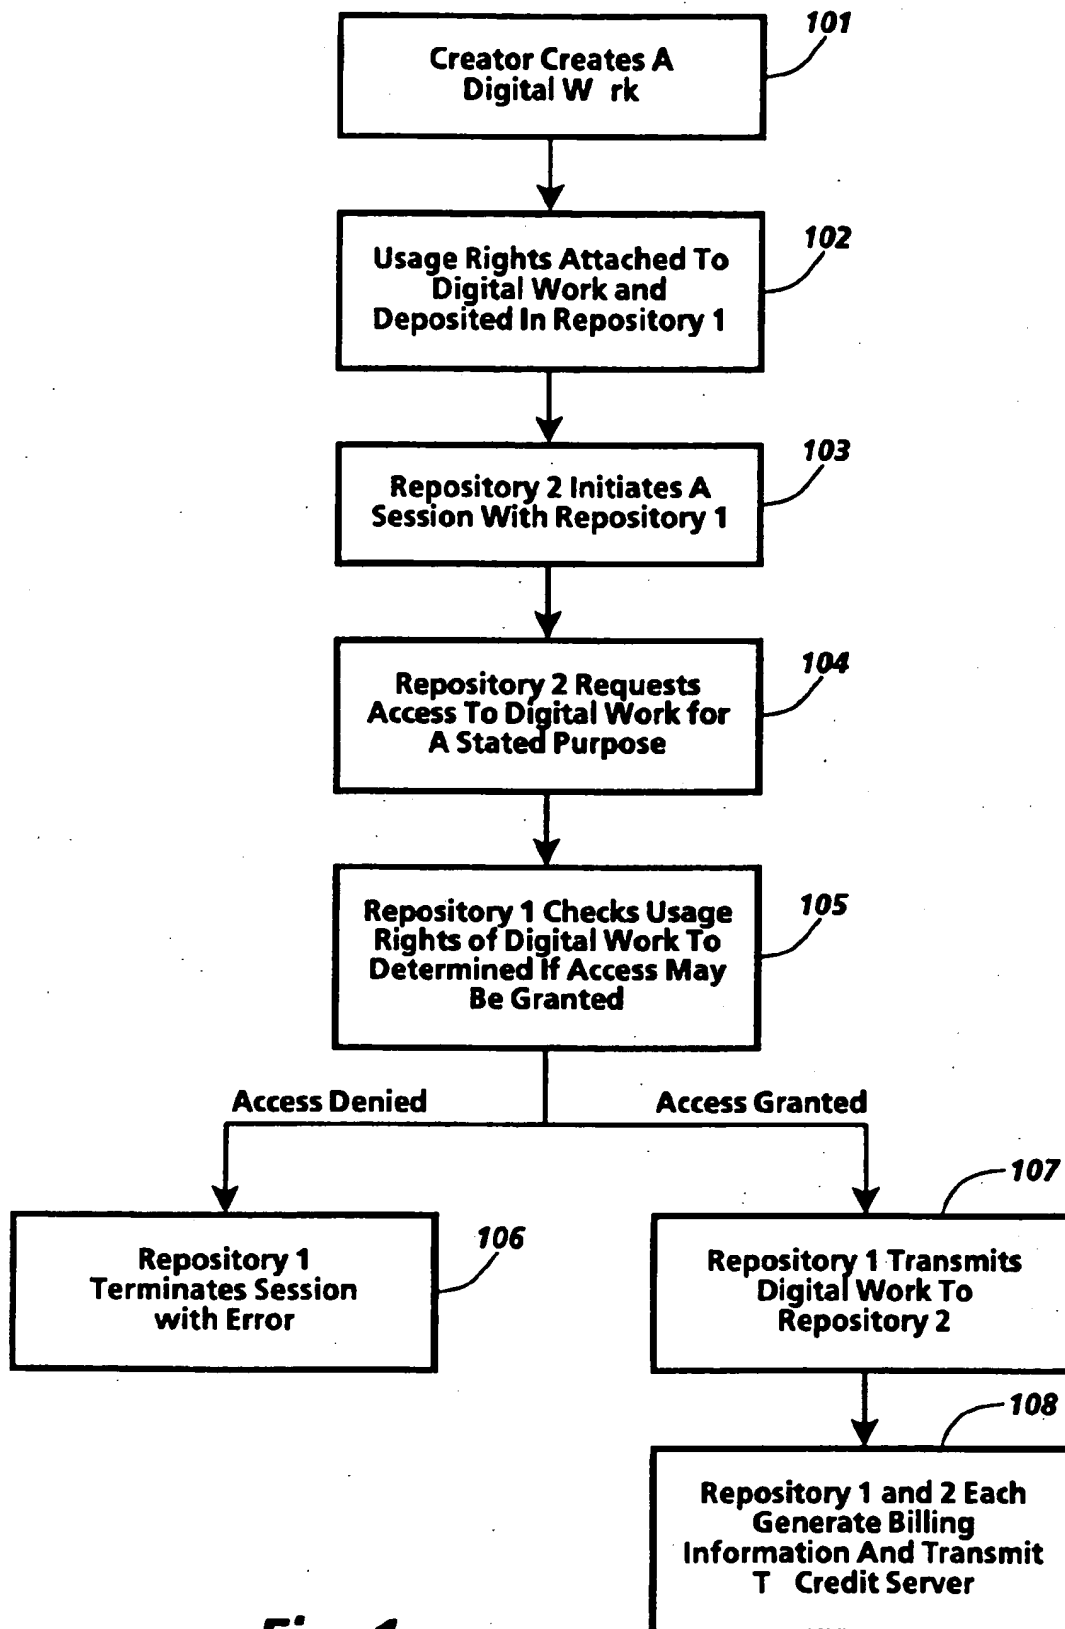 101
Creator Creates A
Digital W rk
102
Usage Rights Attached To
Digital Work and
Deposited In Repository 1
103
Repository 2 Initiates A
Session With Repository 1
104
Repository 2 Requests
Access To Digital Work for
A Stated Purpose
105
Repository 1 Checks Usage
Rights of Digital Work To
Determined If Access May
Be Granted
Access Denied
Access Granted
106
Repository 1
Terminates Session
with Error
107
Repository 1 Transmits
Digital Work To
Repository 2
108
Repository 1 and 2 Each
Generate Billing
Information And Transmit
T Credit Server